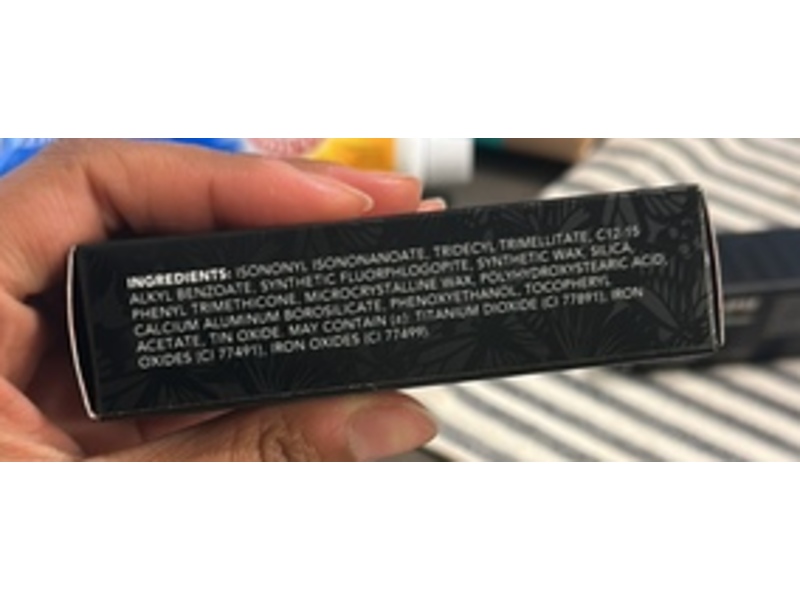 INGREDIENTS: ISONONYL ISONONANOATE, TRIDECYL TRIMELLITATE, C12-15
ALKYL BENZOATE, SYNTHETIC FLUORPHLOGOPITE, SYNTHETIC WAX, SILICA,
PHENYL TRIMETHICONE, MICROCRYSTALLINE WAX, POLYHYDROXYSTEARIC ACID,
CALCIUM ALUMINUM BOROSILICATE, PHENOXYETHANOL, TOCOPHERYL
ACETATE, TIN OXIDE. MAY CONTAIN (±): TITANIUM DIOXIDE (CI 77891), IRON
OXIDES (CI 77491), IRON OXIDES (CI 77499).